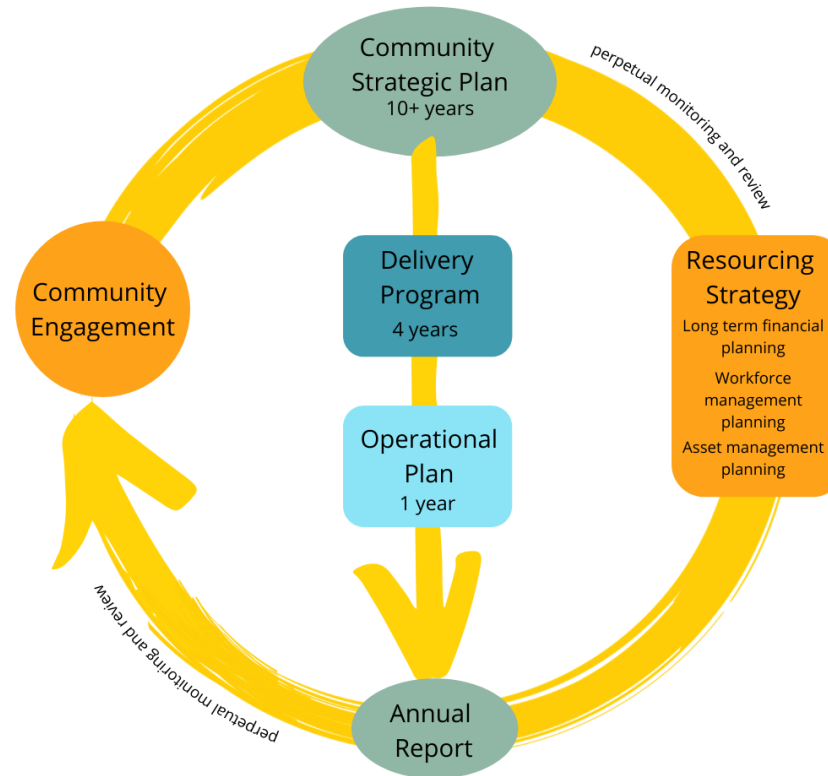 Community
Strategic Plan
10+ years
perpetual monitoring and review
Community
Engagement
Delivery
Program
4 years
Resourcing
Strategy
Long term financial
planning
Workforce
management
planning
Asset management
planning
Operational
Plan
1 year
perpetual monitoring and review
Annual
Report